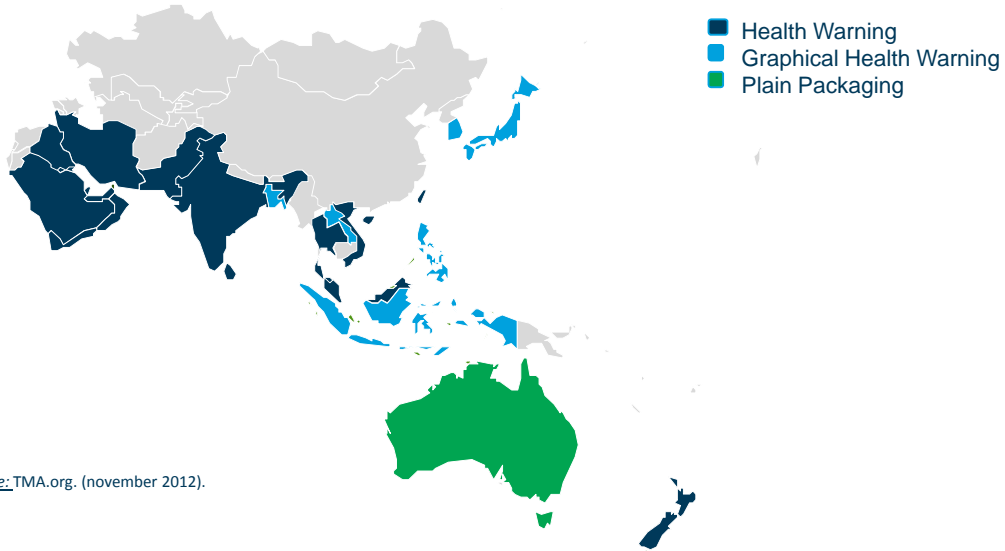 Health Warning
Graphical Health Warning
Plain Packaging
e: TMA.org. (november 2012).